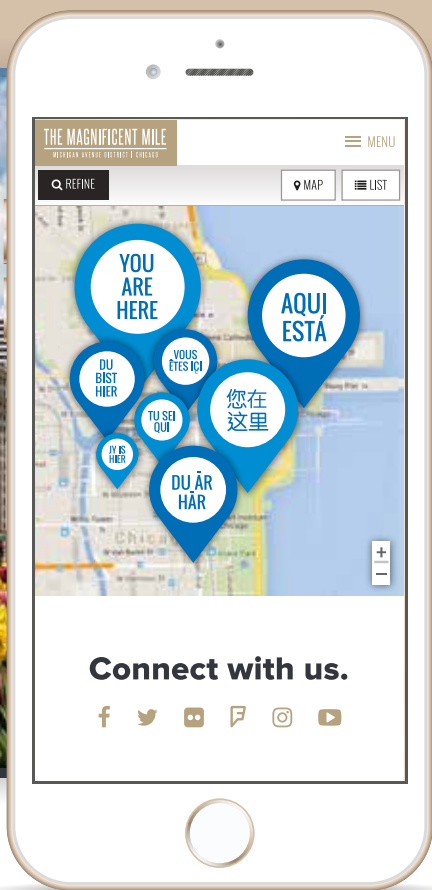 THE MAGNIFICENT MILE
MICHIGAN AVENUE DISTRICT | CHICAGO
MENU
REFINE
MAP
LIST
YOU
ARE
HERE
AQUI
ESTÁ
DU
BIST
HIER
VOUS
ÊTES IÇI
您在
这里
TU SEI
QUI
JY IS
HIER
DU ÄR
HÄR
+
−
Connect with us.